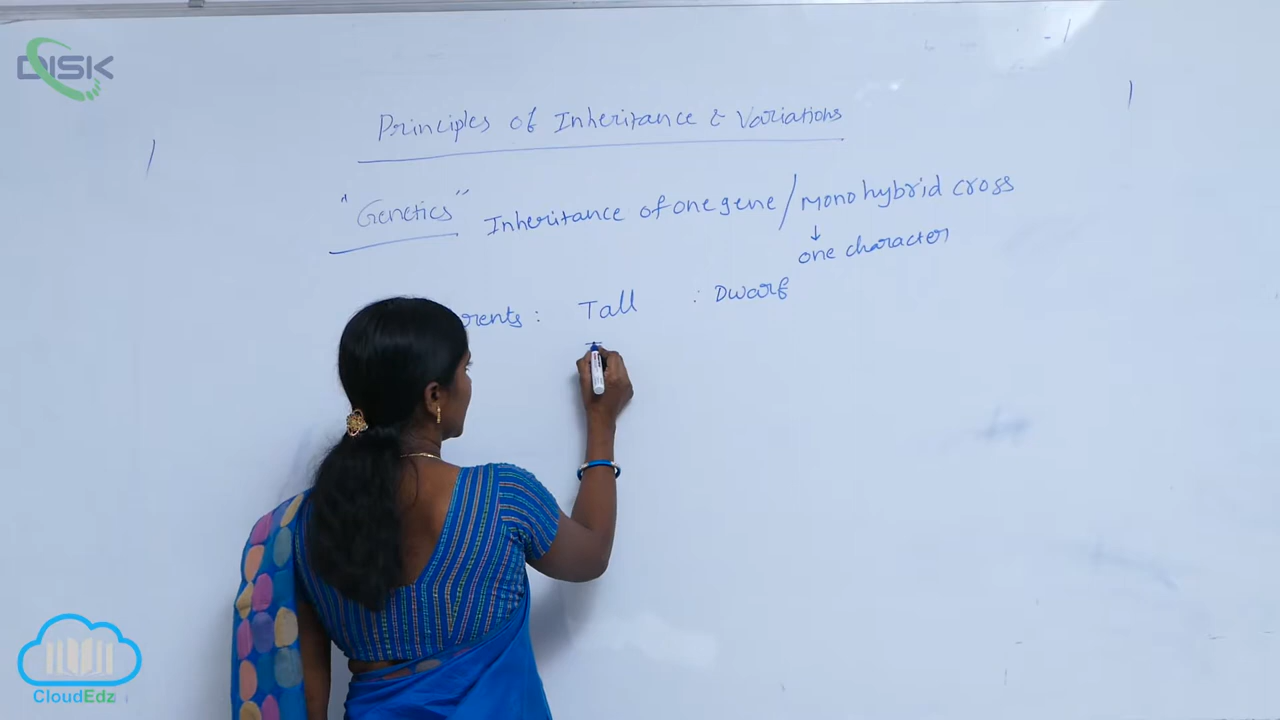 DISK
Principles of Inheritance & Variations
"Genetics" Inheritance of one gene / Monohybrid cross
↓
one character
rents : Tall : Dwarf
CloudEdz